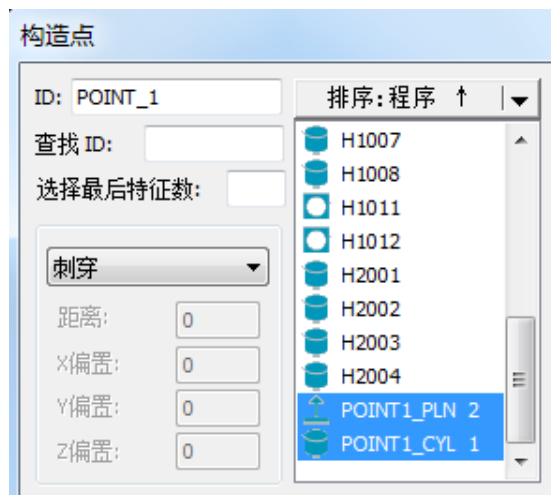 构造点
ID: POINT_1
查找 ID:
选择最后特征数:
刺穿
距离: 0
X偏置: 0
Y偏置: 0
Z偏置: 0
排序:程序 ↑
H1007
H1008
H1011
H1012
H2001
H2002
H2003
H2004
POINT1_PLN 2
POINT1_CYL 1